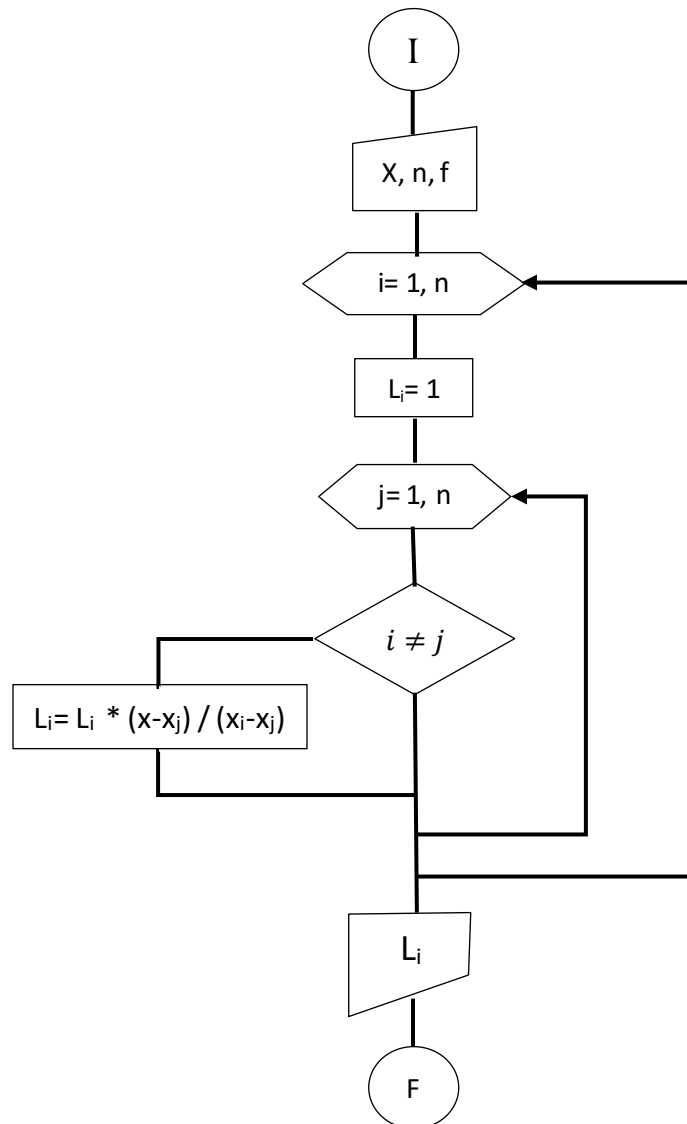 I
X, n, f
i= 1, n
Lᵢ= 1
j= 1, n
i ≠ j
Lᵢ= Lᵢ * (x-xⱼ) / (xᵢ-xⱼ)
Lᵢ
F